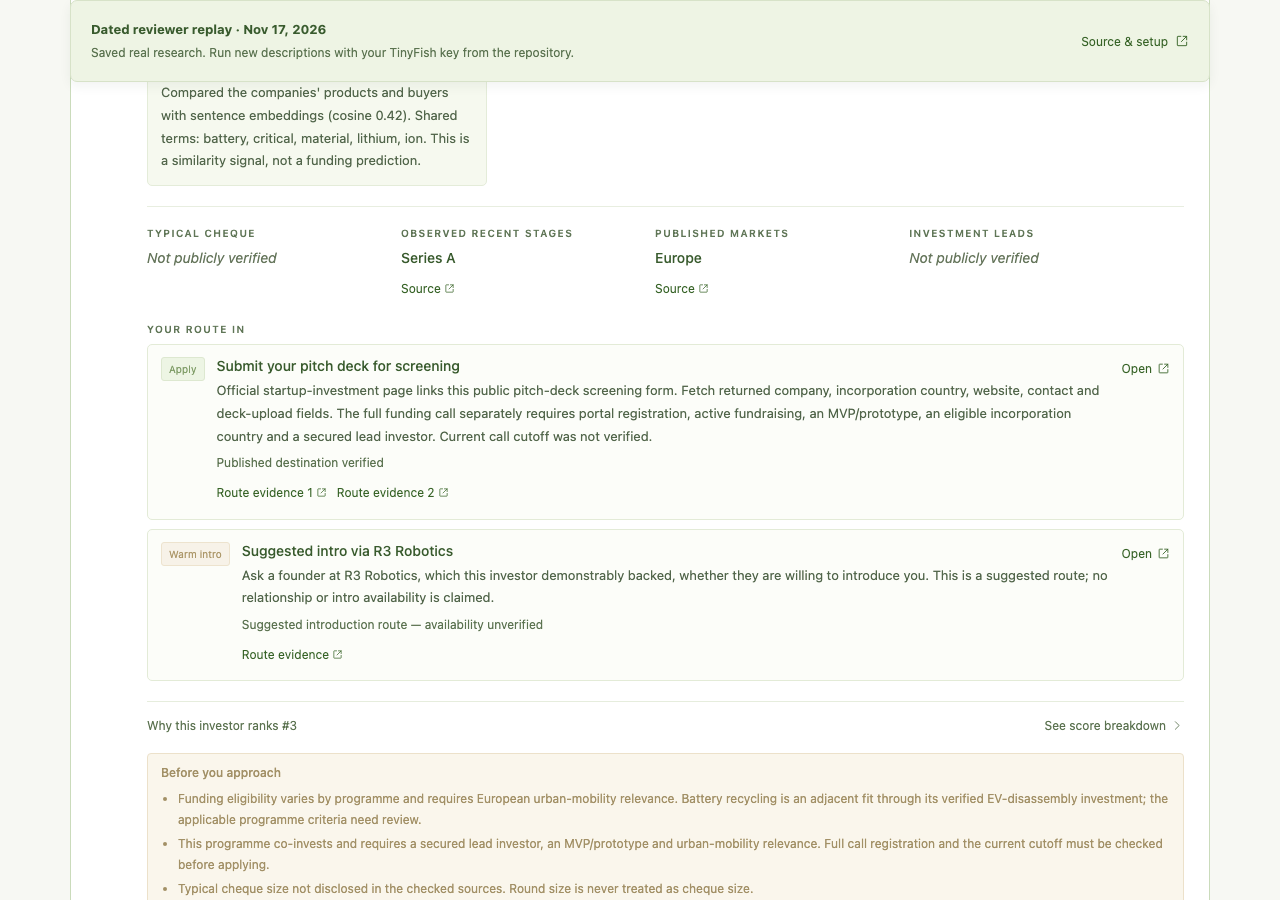 Dated reviewer replay · Nov 17, 2026
Saved real research. Run new descriptions with your TinyFish key from the repository.
Source & setup
Compared the companies' products and buyers
with sentence embeddings (cosine 0.42). Shared
terms: battery, critical, material, lithium, ion. This is
a similarity signal, not a funding prediction.
TYPICAL CHEQUE
Not publicly verified
OBSERVED RECENT STAGES
Series A
Source
PUBLISHED MARKETS
Europe
Source
INVESTMENT LEADS
Not publicly verified
YOUR ROUTE IN
Apply
Submit your pitch deck for screening
Open
Official startup-investment page links this public pitch-deck screening form. Fetch returned company, incorporation country, website, contact and
deck-upload fields. The full funding call separately requires portal registration, active fundraising, an MVP/prototype, an eligible incorporation
country and a secured lead investor. Current call cutoff was not verified.
Published destination verified
Route evidence 1 Route evidence 2
Warm intro
Suggested intro via R3 Robotics
Open
Ask a founder at R3 Robotics, which this investor demonstrably backed, whether they are willing to introduce you. This is a suggested route; no
relationship or intro availability is claimed.
Suggested introduction route — availability unverified
Route evidence
Why this investor ranks #3
See score breakdown
Before you approach
• Funding eligibility varies by programme and requires European urban-mobility relevance. Battery recycling is an adjacent fit through its verified EV-disassembly investment; the
applicable programme criteria need review.
• This programme co-invests and requires a secured lead investor, an MVP/prototype and urban-mobility relevance. Full call registration and the current cutoff must be checked
before applying.
• Typical cheque size not disclosed in the checked sources. Round size is never treated as cheque size.